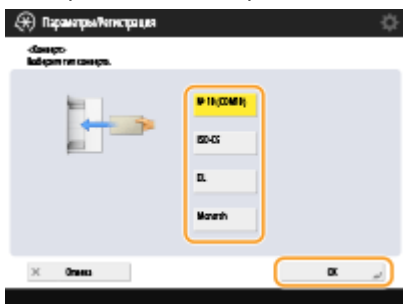 Параметры/Регистрация
<Конверт>
Выберите тип конверта.
№ 10 (COM10)
ISO-C5
DL
Monarch
Отмена
OK